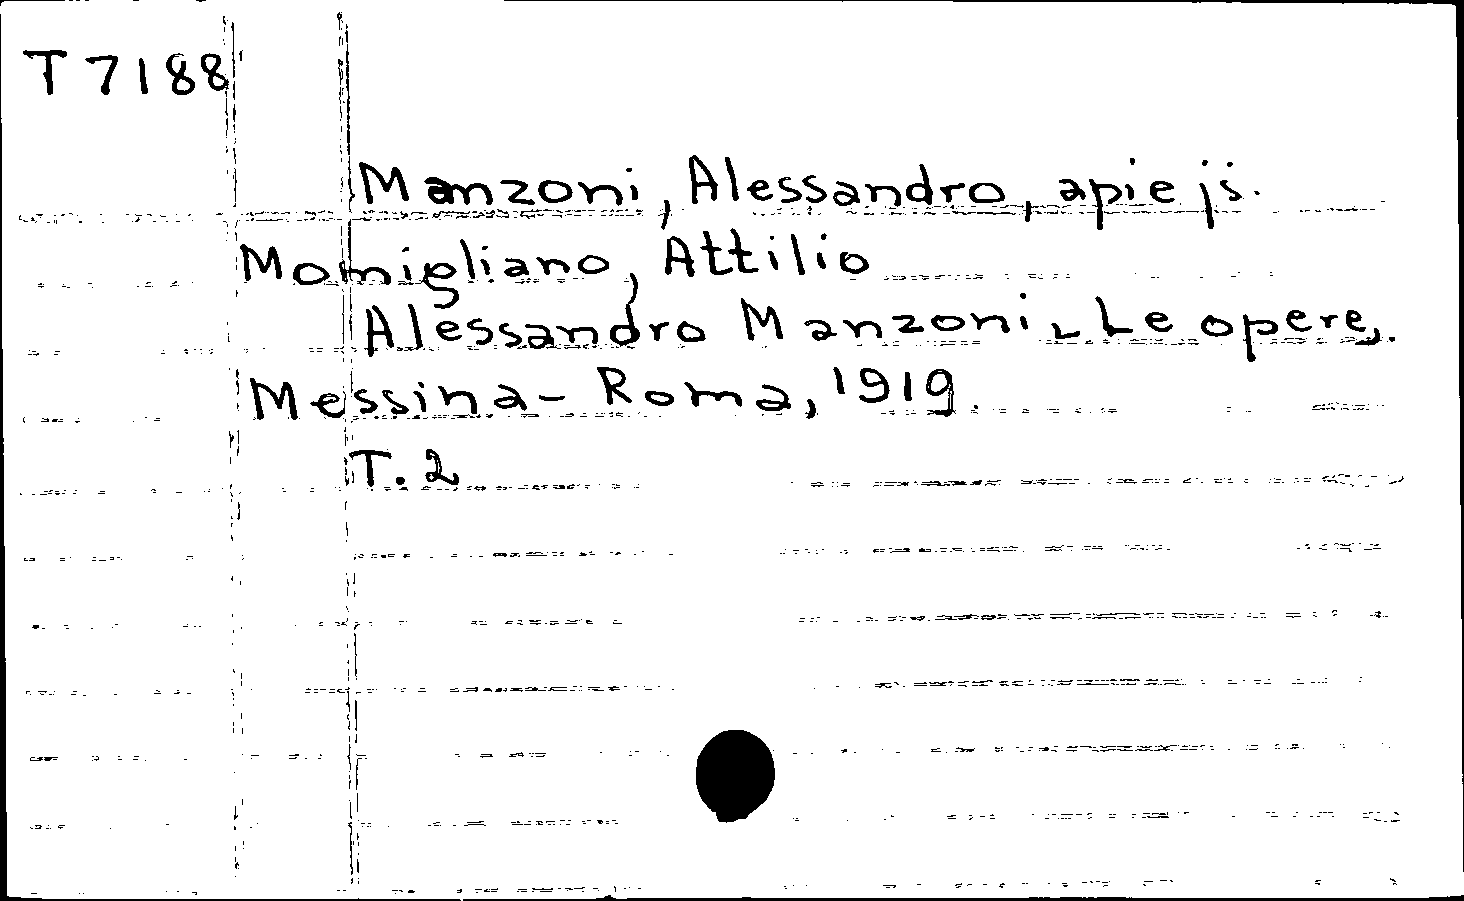 T 7188
Manzoni, Alessandro, apie jį.
Momigliano, Attilio
Alessandro Manzoni. Le opere.
Messina - Roma, 1919.
T. 2